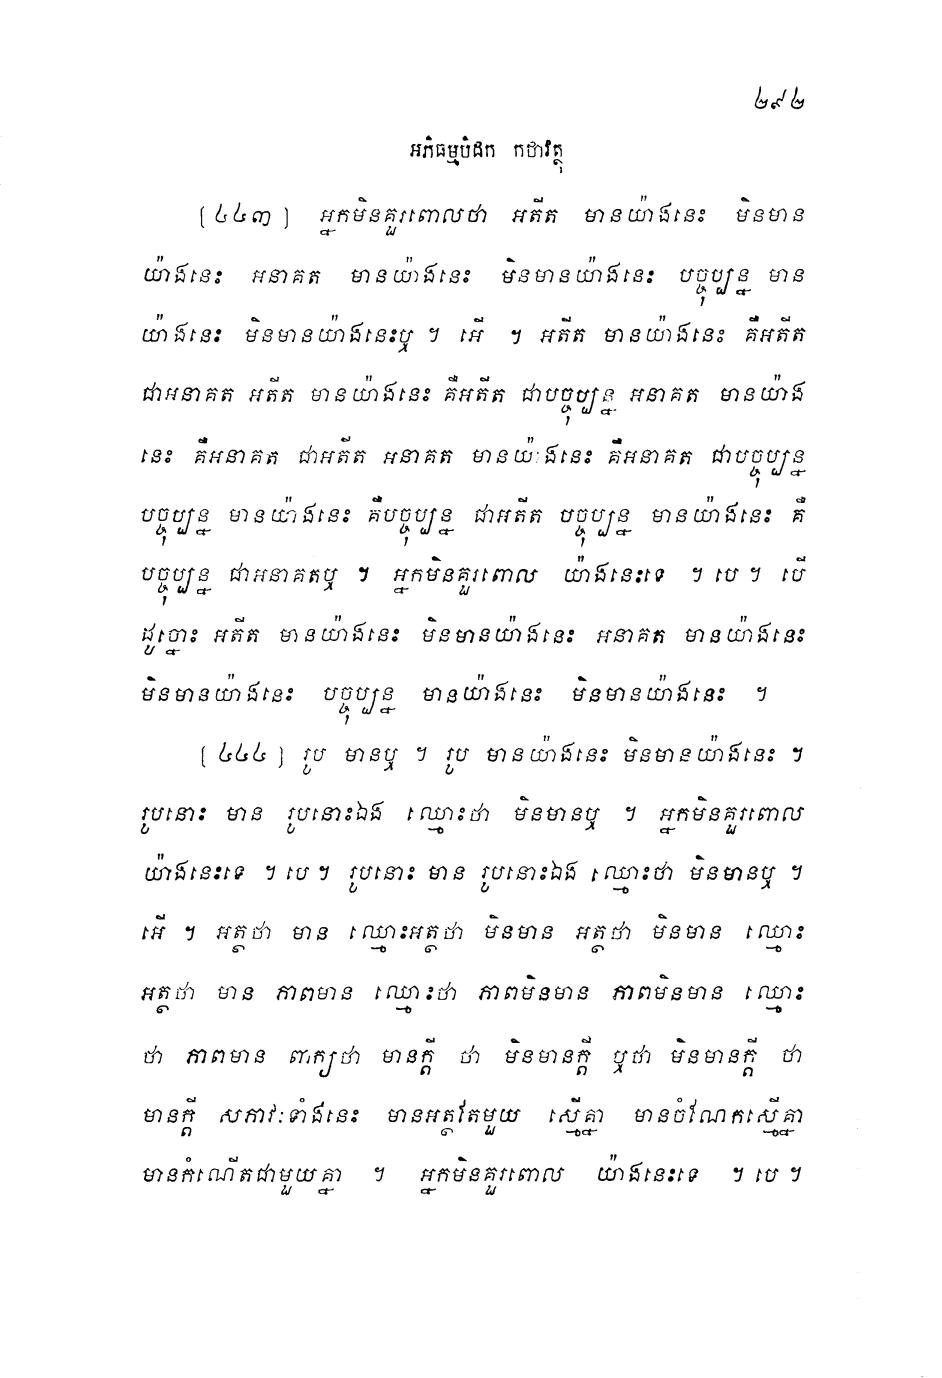 ២៩២
អភិធម្មបិដក កថាវត្ថុ
[៤៤៣] អ្នកមិនគួរពោលថា អតីត មានយ៉ាងនេះ មិនមាន
យ៉ាងនេះ អនាគត មានយ៉ាងនេះ មិនមានយ៉ាងនេះ បច្ចុប្បន្ន មាន
យ៉ាងនេះ មិនមានយ៉ាងនេះឬ ។ អើ ។ អតីត មានយ៉ាងនេះ គឺអតីត
ជាអនាគត អតីត មានយ៉ាងនេះ គឺអតីត ជាបច្ចុប្បន្ន អនាគត មានយ៉ាង
នេះ គឺអនាគត ជាអតីត អនាគត មានយ៉ាងនេះ គឺអនាគត ជាបច្ចុប្បន្ន
បច្ចុប្បន្ន មានយ៉ាងនេះ គឺបច្ចុប្បន្ន ជាអតីត បច្ចុប្បន្ន មានយ៉ាងនេះ គឺ
បច្ចុប្បន្ន ជាអនាគតឬ ។ អ្នកមិនគួរពោល យ៉ាងនេះទេ ។ បេ ។ បើ
ដូច្នោះ អតីត មានយ៉ាងនេះ មិនមានយ៉ាងនេះ អនាគត មានយ៉ាងនេះ
មិនមានយ៉ាងនេះ បច្ចុប្បន្ន មានយ៉ាងនេះ មិនមានយ៉ាងនេះ ។
[៤៤៤] រូប មានឬ ។ រូប មានយ៉ាងនេះ មិនមានយ៉ាងនេះ ។
រូបនោះ មាន រូបនោះឯង ឈ្មោះថា មិនមានឬ ។ អ្នកមិនគួរពោល
យ៉ាងនេះទេ ។ បេ ។ រូបនោះ មាន រូបនោះឯង ឈ្មោះថា មិនមានឬ ។
អើ ។ អត្ថថា មាន ឈ្មោះអត្ថថា មិនមាន អត្ថថា មិនមាន ឈ្មោះ
អត្ថថា មាន ភាពមាន ឈ្មោះថា ភាពមិនមាន ភាពមិនមាន ឈ្មោះ
ថា ភាពមាន ពាក្យថា មានក្តី ថា មិនមានក្តី ឬថា មិនមានក្តី ថា
មានក្តី សភាវៈទាំងនេះ មានអត្ថតែមួយ ស្មើគ្នា មានចំណែកស្មើគ្នា
មានកំណើតជាមួយគ្នា ។ អ្នកមិនគួរពោល យ៉ាងនេះទេ ។ បេ ។